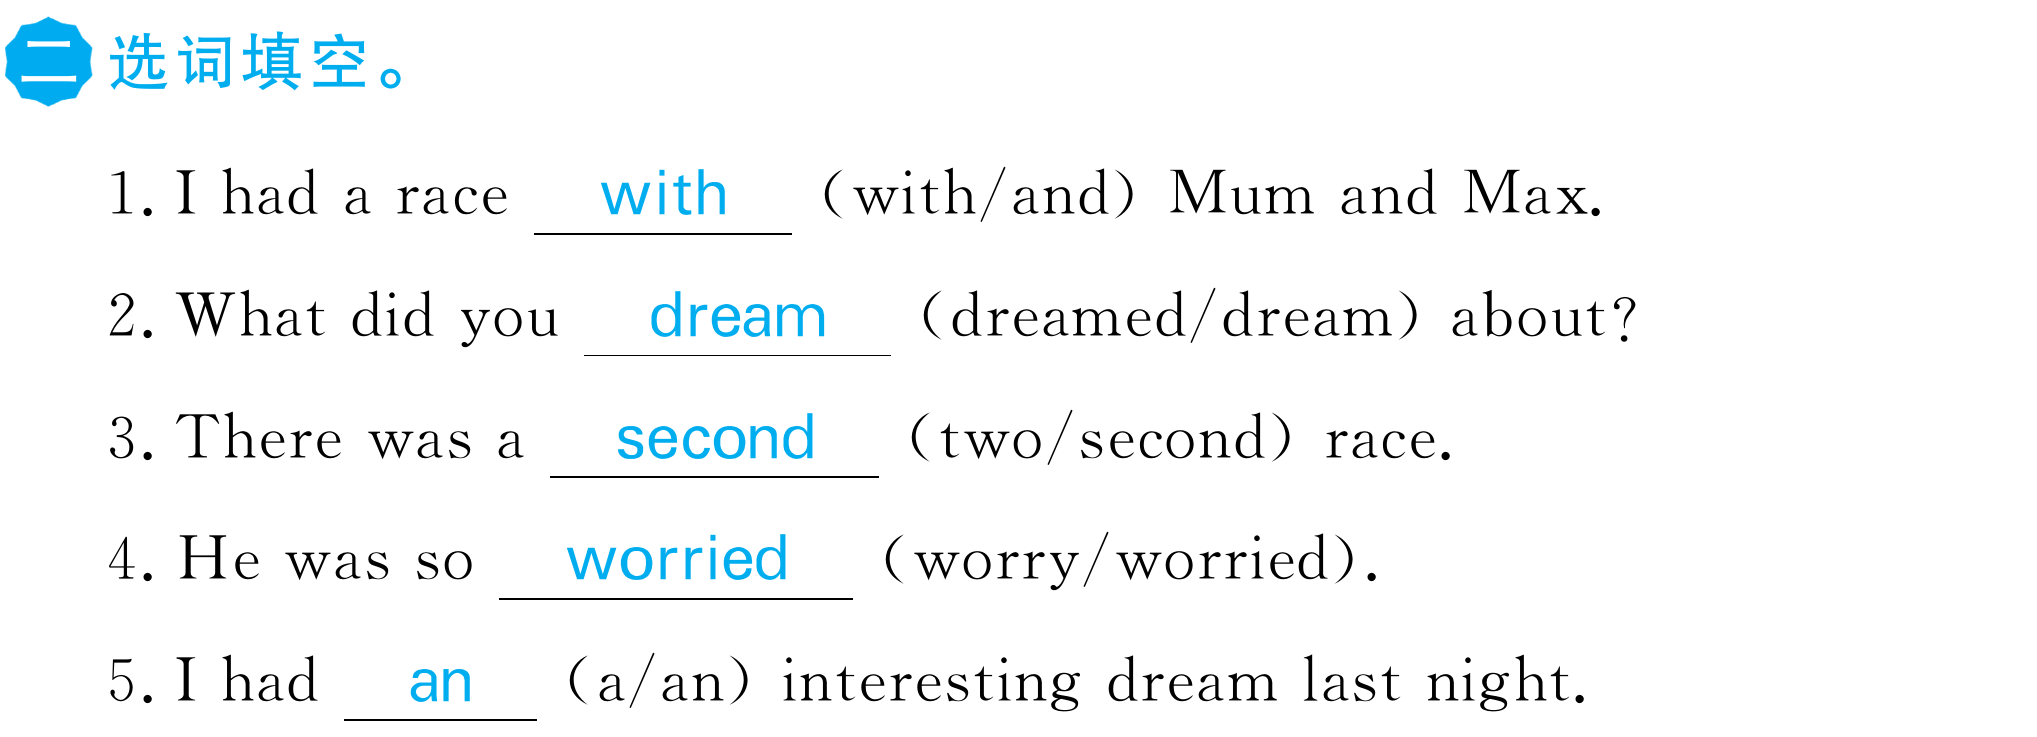 二 选词填空。
1. I had a race with (with/and) Mum and Max.
2. What did you dream (dreamed/dream) about?
3. There was a second (two/second) race.
4. He was so worried (worry/worried).
5. I had an (a/an) interesting dream last night.